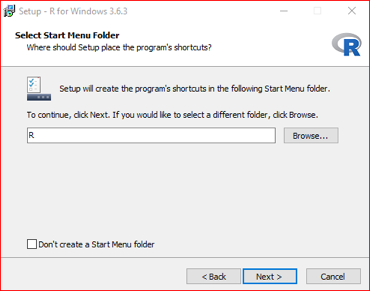 Setup - R for Windows 3.6.3
Select Start Menu Folder
Where should Setup place the program's shortcuts?
R
Setup will create the program's shortcuts in the following Start Menu folder.
To continue, click Next. If you would like to select a different folder, click Browse.
R
Browse...
Don't create a Start Menu folder
< Back
Next >
Cancel